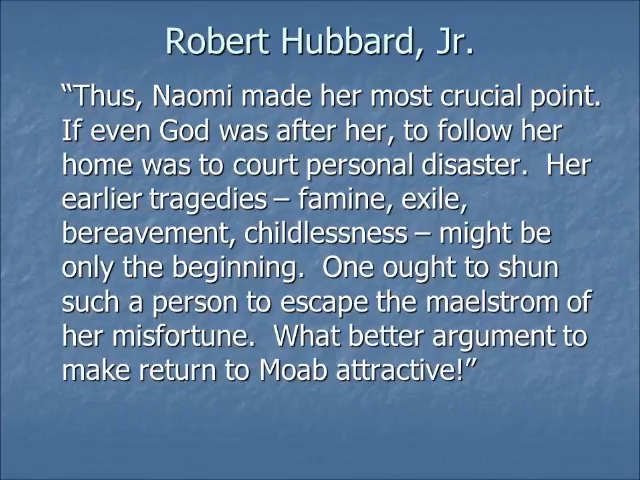 Robert Hubbard, Jr.
“Thus, Naomi made her most crucial point.
If even God was after her, to follow her
home was to court personal disaster.  Her
earlier tragedies – famine, exile,
bereavement, childlessness – might be
only the beginning.  One ought to shun
such a person to escape the maelstrom of
her misfortune.  What better argument to
make return to Moab attractive!”